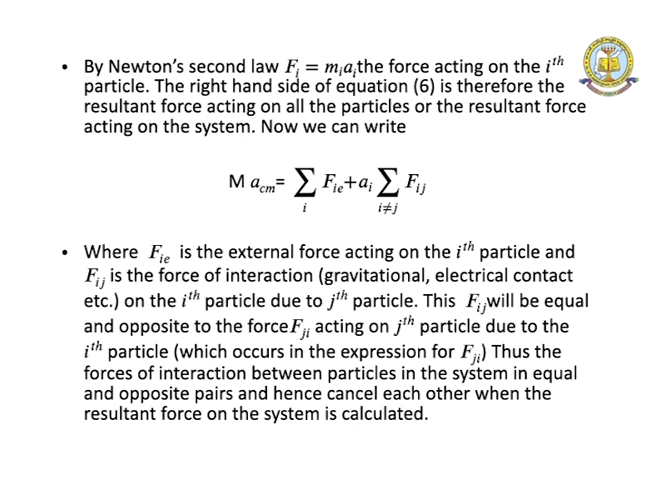 • By Newton’s second law F_i = m_i a_i the force acting on the i^th
particle. The right hand side of equation (6) is therefore the
resultant force acting on all the particles or the resultant force
acting on the system. Now we can write
M a_cm= ∑_i F_ie+a_i ∑_{i≠j} F_ij
• Where F_ie is the external force acting on the i^th particle and
F_ij is the force of interaction (gravitational, electrical contact
etc.) on the i^th particle due to j^th particle. This F_ij will be equal
and opposite to the force F_ji acting on j^th particle due to the
i^th particle (which occurs in the expression for F_ji) Thus the
forces of interaction between particles in the system in equal
and opposite pairs and hence cancel each other when the
resultant force on the system is calculated.